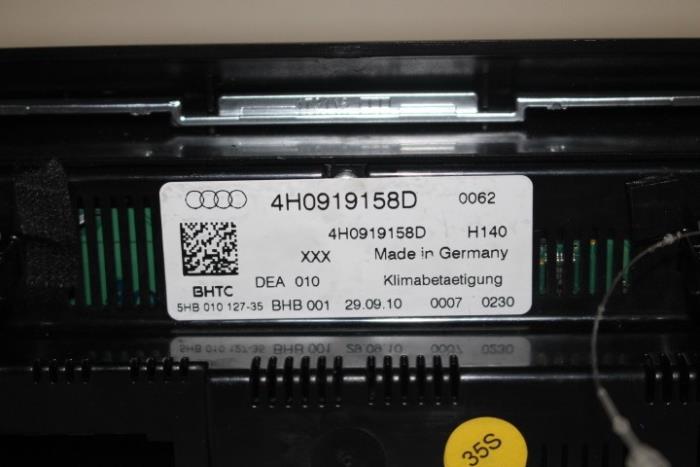 4H0919158D 0062
4H0919158D H140
XXX Made in Germany
BHTC DEA 010 Klimabetaetigung
5HB 010 127-35 BHB 001 29.09.10 0007 0230
35S